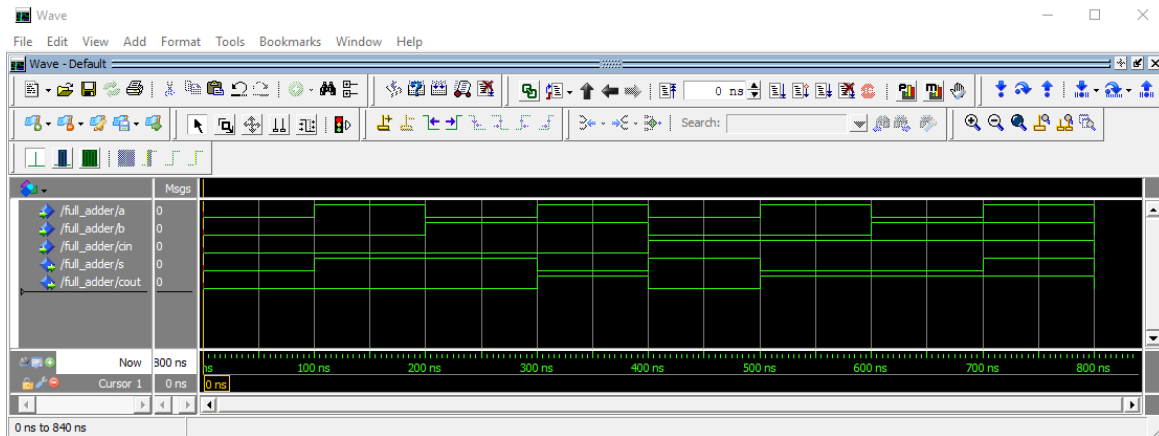 Wave
File Edit View Add Format Tools Bookmarks Window Help
Wave - Default
0 ns
Search:
Msgs
/full_adder/a 0
/full_adder/b 0
/full_adder/cin 0
/full_adder/s 0
/full_adder/cout 0
Now 800 ns
ns 100 ns 200 ns 300 ns 400 ns 500 ns 600 ns 700 ns 800 ns
Cursor 1 0 ns 0 ns
0 ns to 840 ns